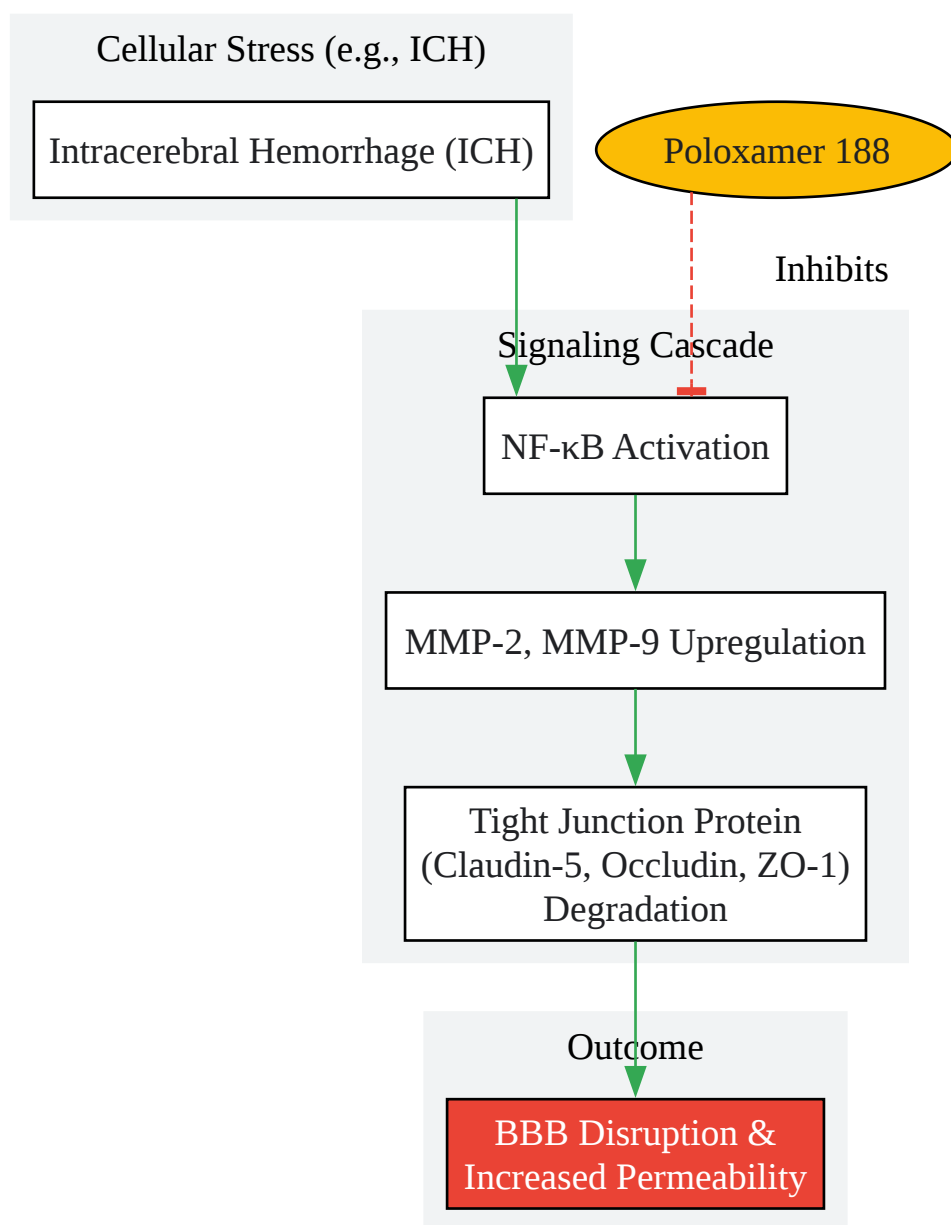 Cellular Stress (e.g., ICH)
Intracerebral Hemorrhage (ICH)
Poloxamer 188
Inhibits
Signaling Cascade
NF-κB Activation
MMP-2, MMP-9 Upregulation
Tight Junction Protein
(Claudin-5, Occludin, ZO-1)
Degradation
Outcome
BBB Disruption &
Increased Permeability